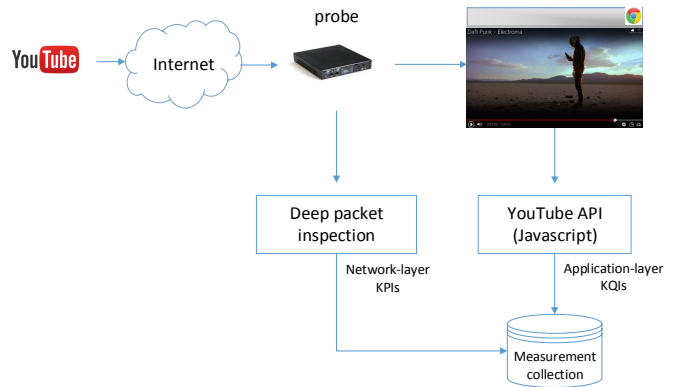 probe
YouTube
Internet
Daft Punk - Electroma
Deep packet
inspection
YouTube API
(Javascript)
Network-layer
KPIs
Application-layer
KQIs
Measurement
collection